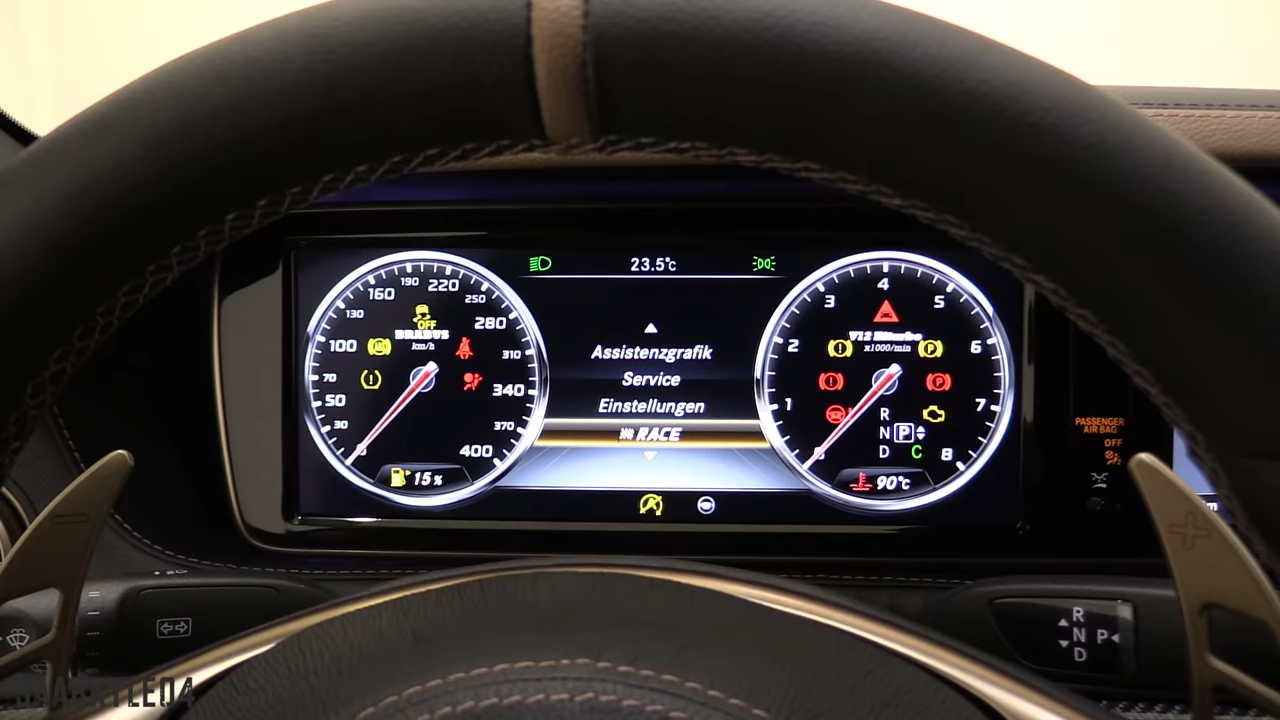 23.5°c
190
160
220
130
250
OFF
280
100
BRABUS
km/h
310
70
340
50
30
370
400
15%
Assistenzgrafik
Service
Einstellungen
RACE
4
3
5
V12 Biturbo
x1000/min
2
6
1
7
8
R
N P
D C
90°c
PASSENGER
AIR BAG
OFF
R
N P
D